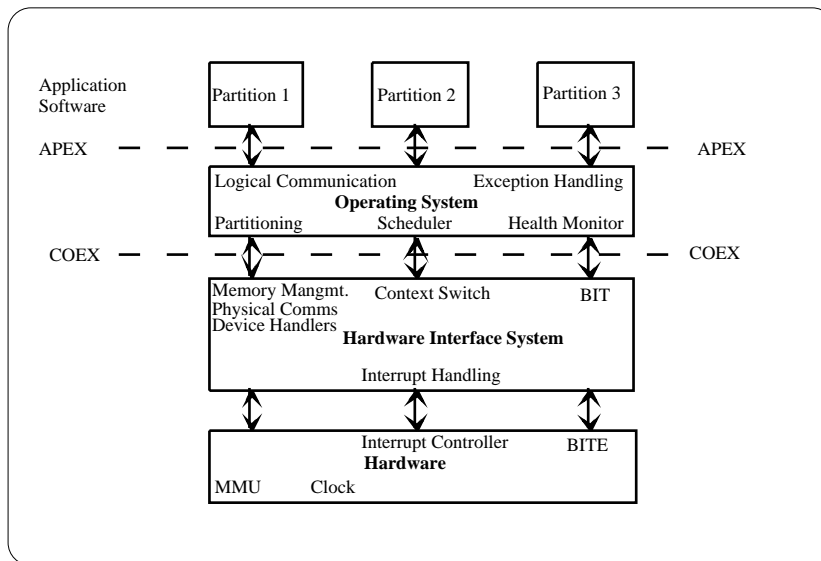 Application
Software
Partition 1
Partition 2
Partition 3
APEX
APEX
Logical Communication
Exception Handling
Operating System
Partitioning
Scheduler
Health Monitor
COEX
COEX
Memory Mangmt.
Context Switch
BIT
Physical Comms
Device Handlers
Hardware Interface System
Interrupt Handling
Interrupt Controller
BITE
Hardware
MMU
Clock